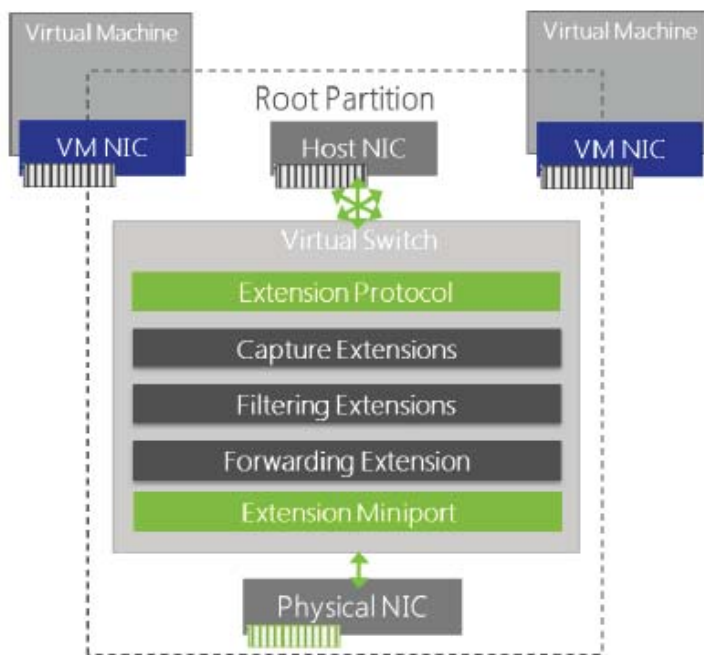 Virtual Machine
Virtual Machine
Root Partition
VM NIC
Host NIC
VM NIC
Virtual Switch
Extension Protocol
Capture Extensions
Filtering Extensions
Forwarding Extension
Extension Miniport
Physical NIC